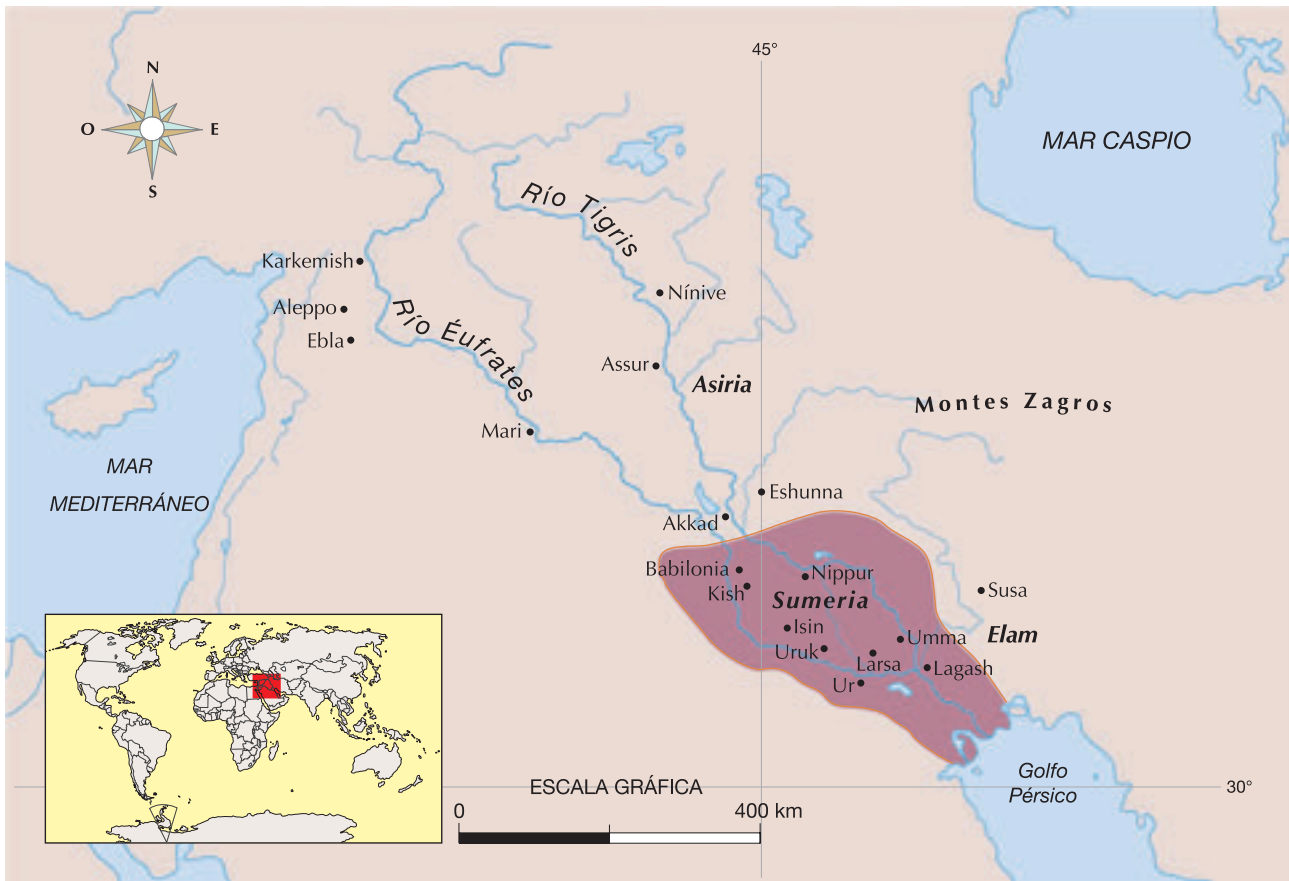 45°
N
O
E
S
MAR CASPIO
Río Tigris
Karkemish
Nínive
Aleppo
Río Éufrates
Ebla
Assur
Asiria
Montes Zagros
Mari
MAR
MEDITERRÁNEO
Eshunna
Akkad
Babilonia
Nippur
Kish
Sumeria
Susa
Isin
Umma
Elam
Uruk
Larsa
Lagash
Ur
Golfo
Pérsico
ESCALA GRÁFICA
30°
0
400 km